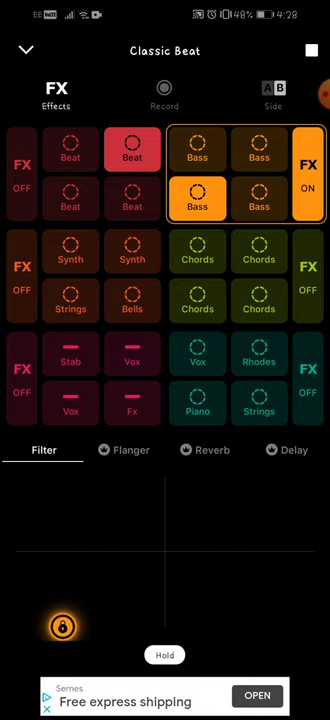 EE VoLTE 48% 4:28
Classic Beat
FX A B
Effects Record Side
Beat Beat Bass Bass
FX FX
OFF ON
Beat Beat Bass Bass
Synth Synth Chords Chords
FX FX
OFF OFF
Strings Bells Chords Chords
Stab Vox Vox Rhodes
FX FX
OFF OFF
Vox Fx Piano Strings
Filter Flanger Reverb Delay
Hold
Sernes
Free express shipping
OPEN